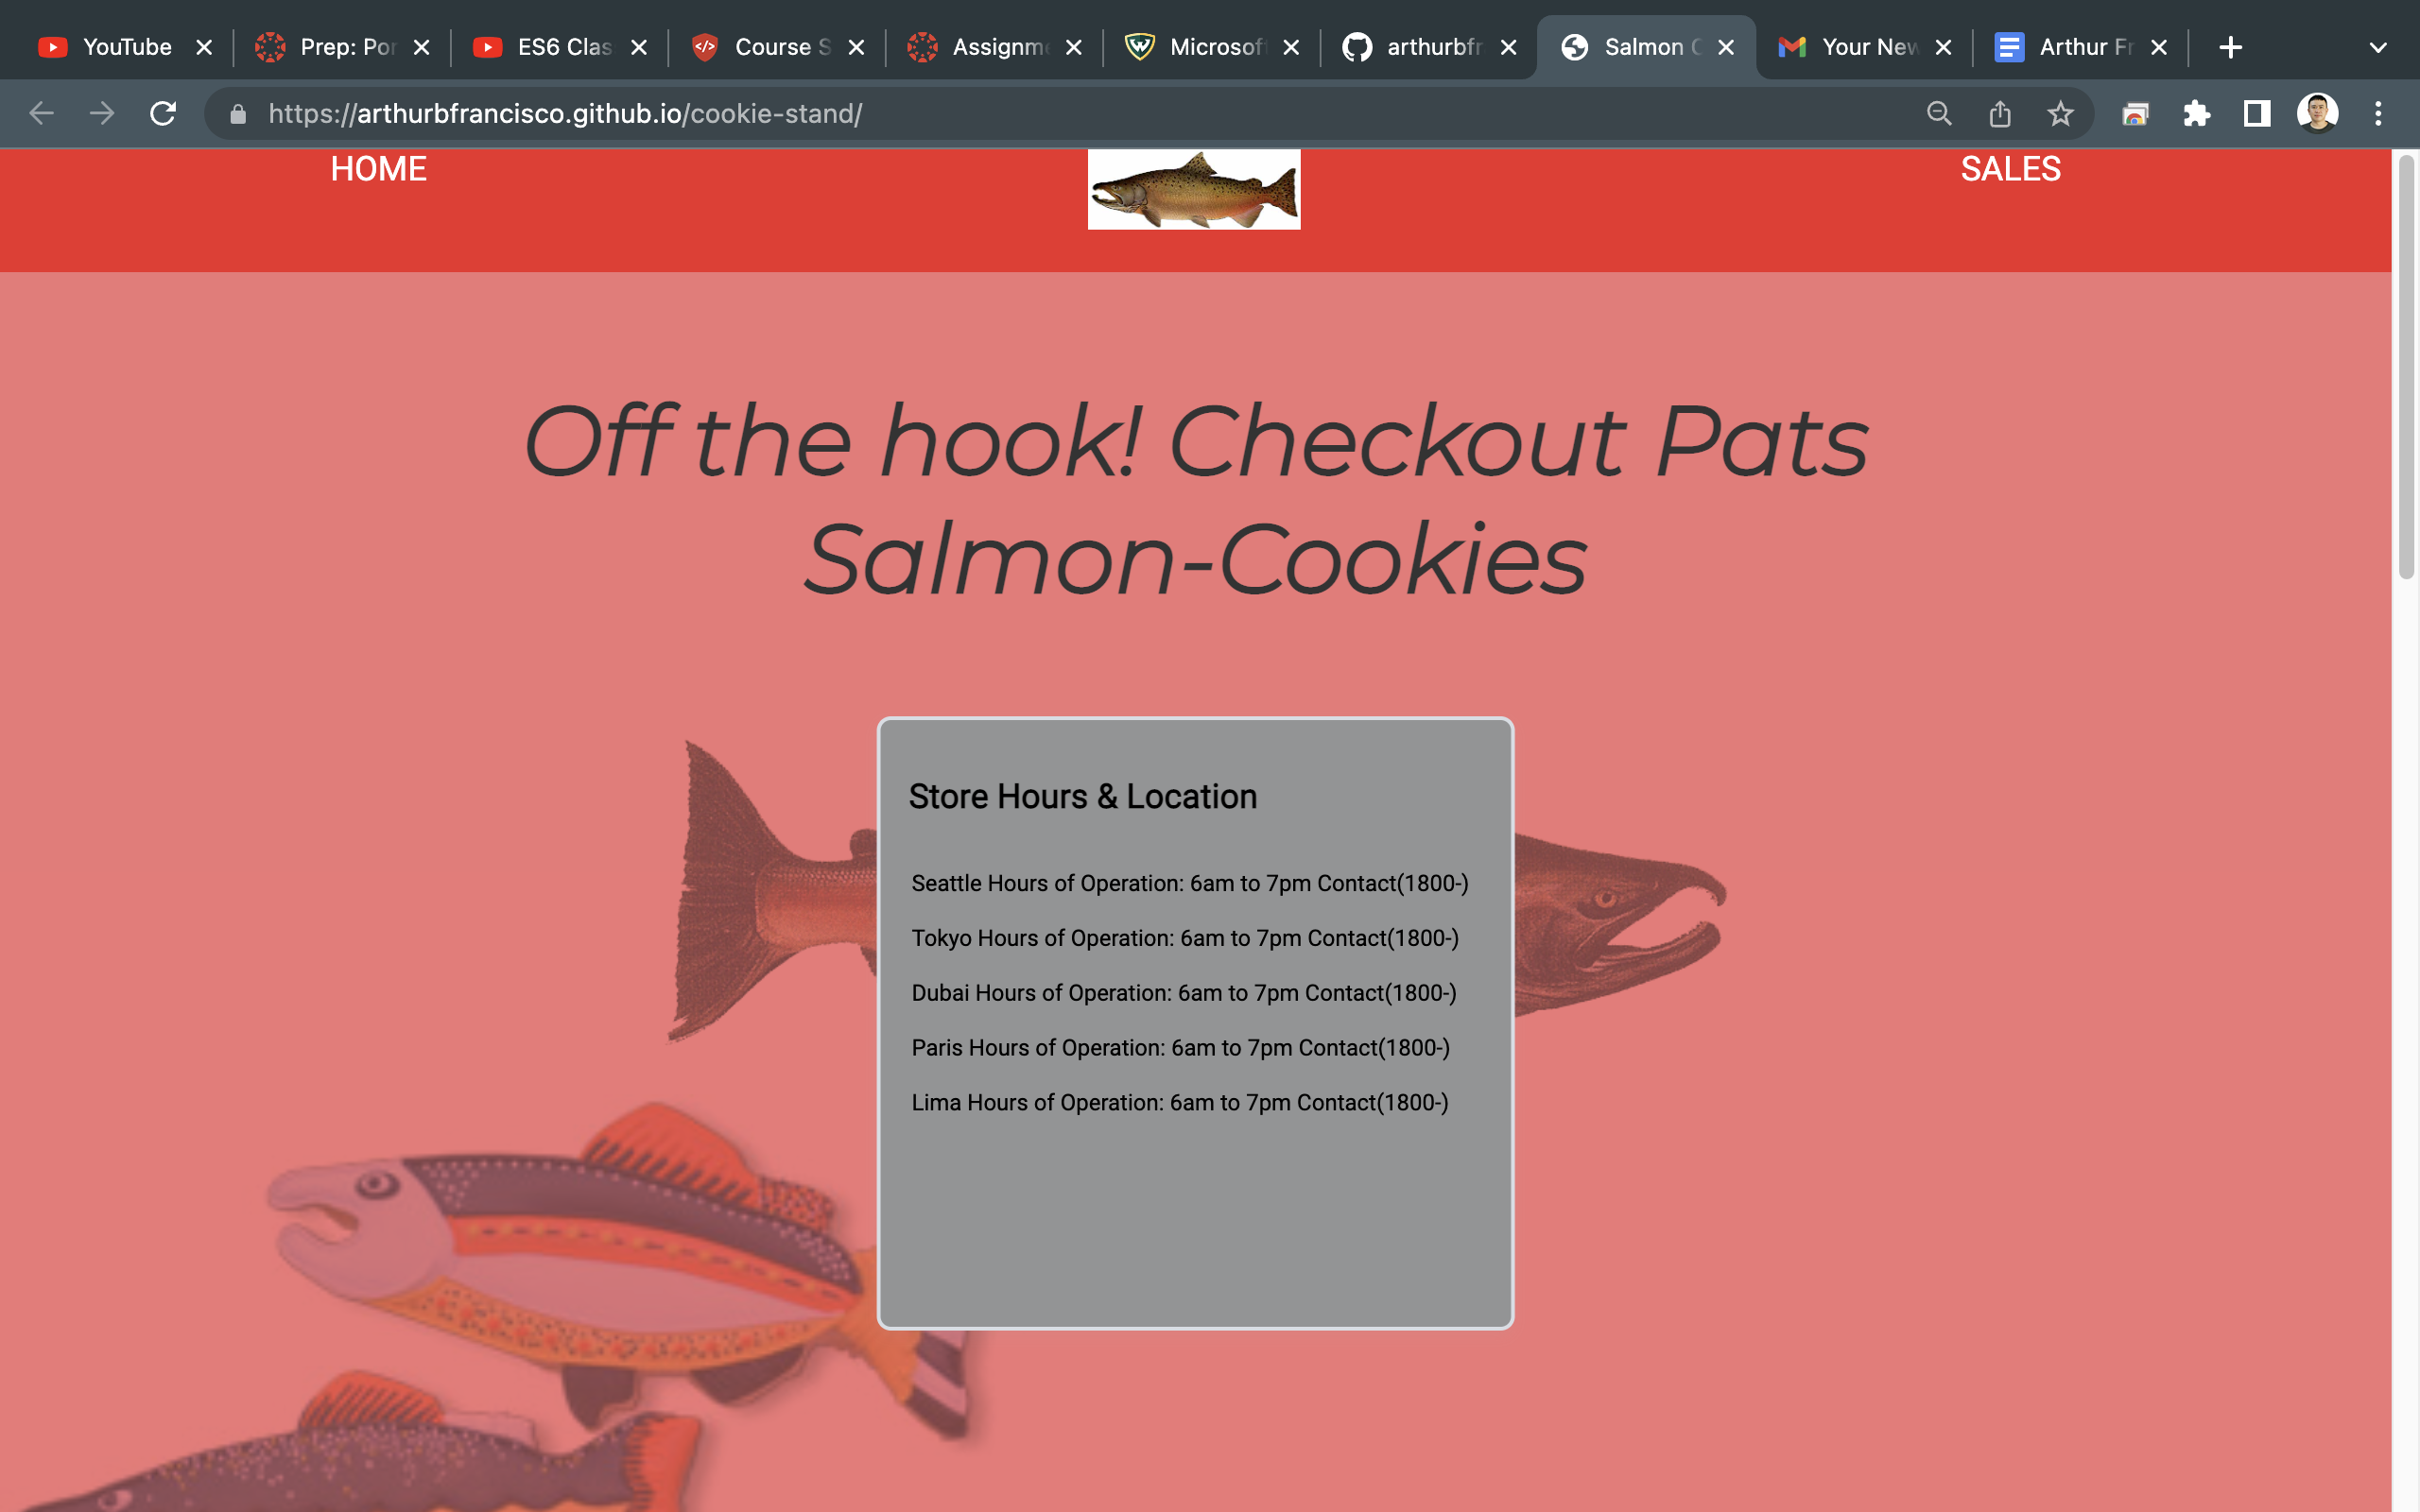 YouTube
Prep: Por
ES6 Clas
Course S
Assignme
Microsof
arthurbfr
Salmon C
Your New
Arthur Fr
https://arthurbfrancisco.github.io/cookie-stand/
HOME
SALES
Off the hook! Checkout Pats
Salmon-Cookies
Store Hours & Location
Seattle Hours of Operation: 6am to 7pm Contact(1800-)
Tokyo Hours of Operation: 6am to 7pm Contact(1800-)
Dubai Hours of Operation: 6am to 7pm Contact(1800-)
Paris Hours of Operation: 6am to 7pm Contact(1800-)
Lima Hours of Operation: 6am to 7pm Contact(1800-)